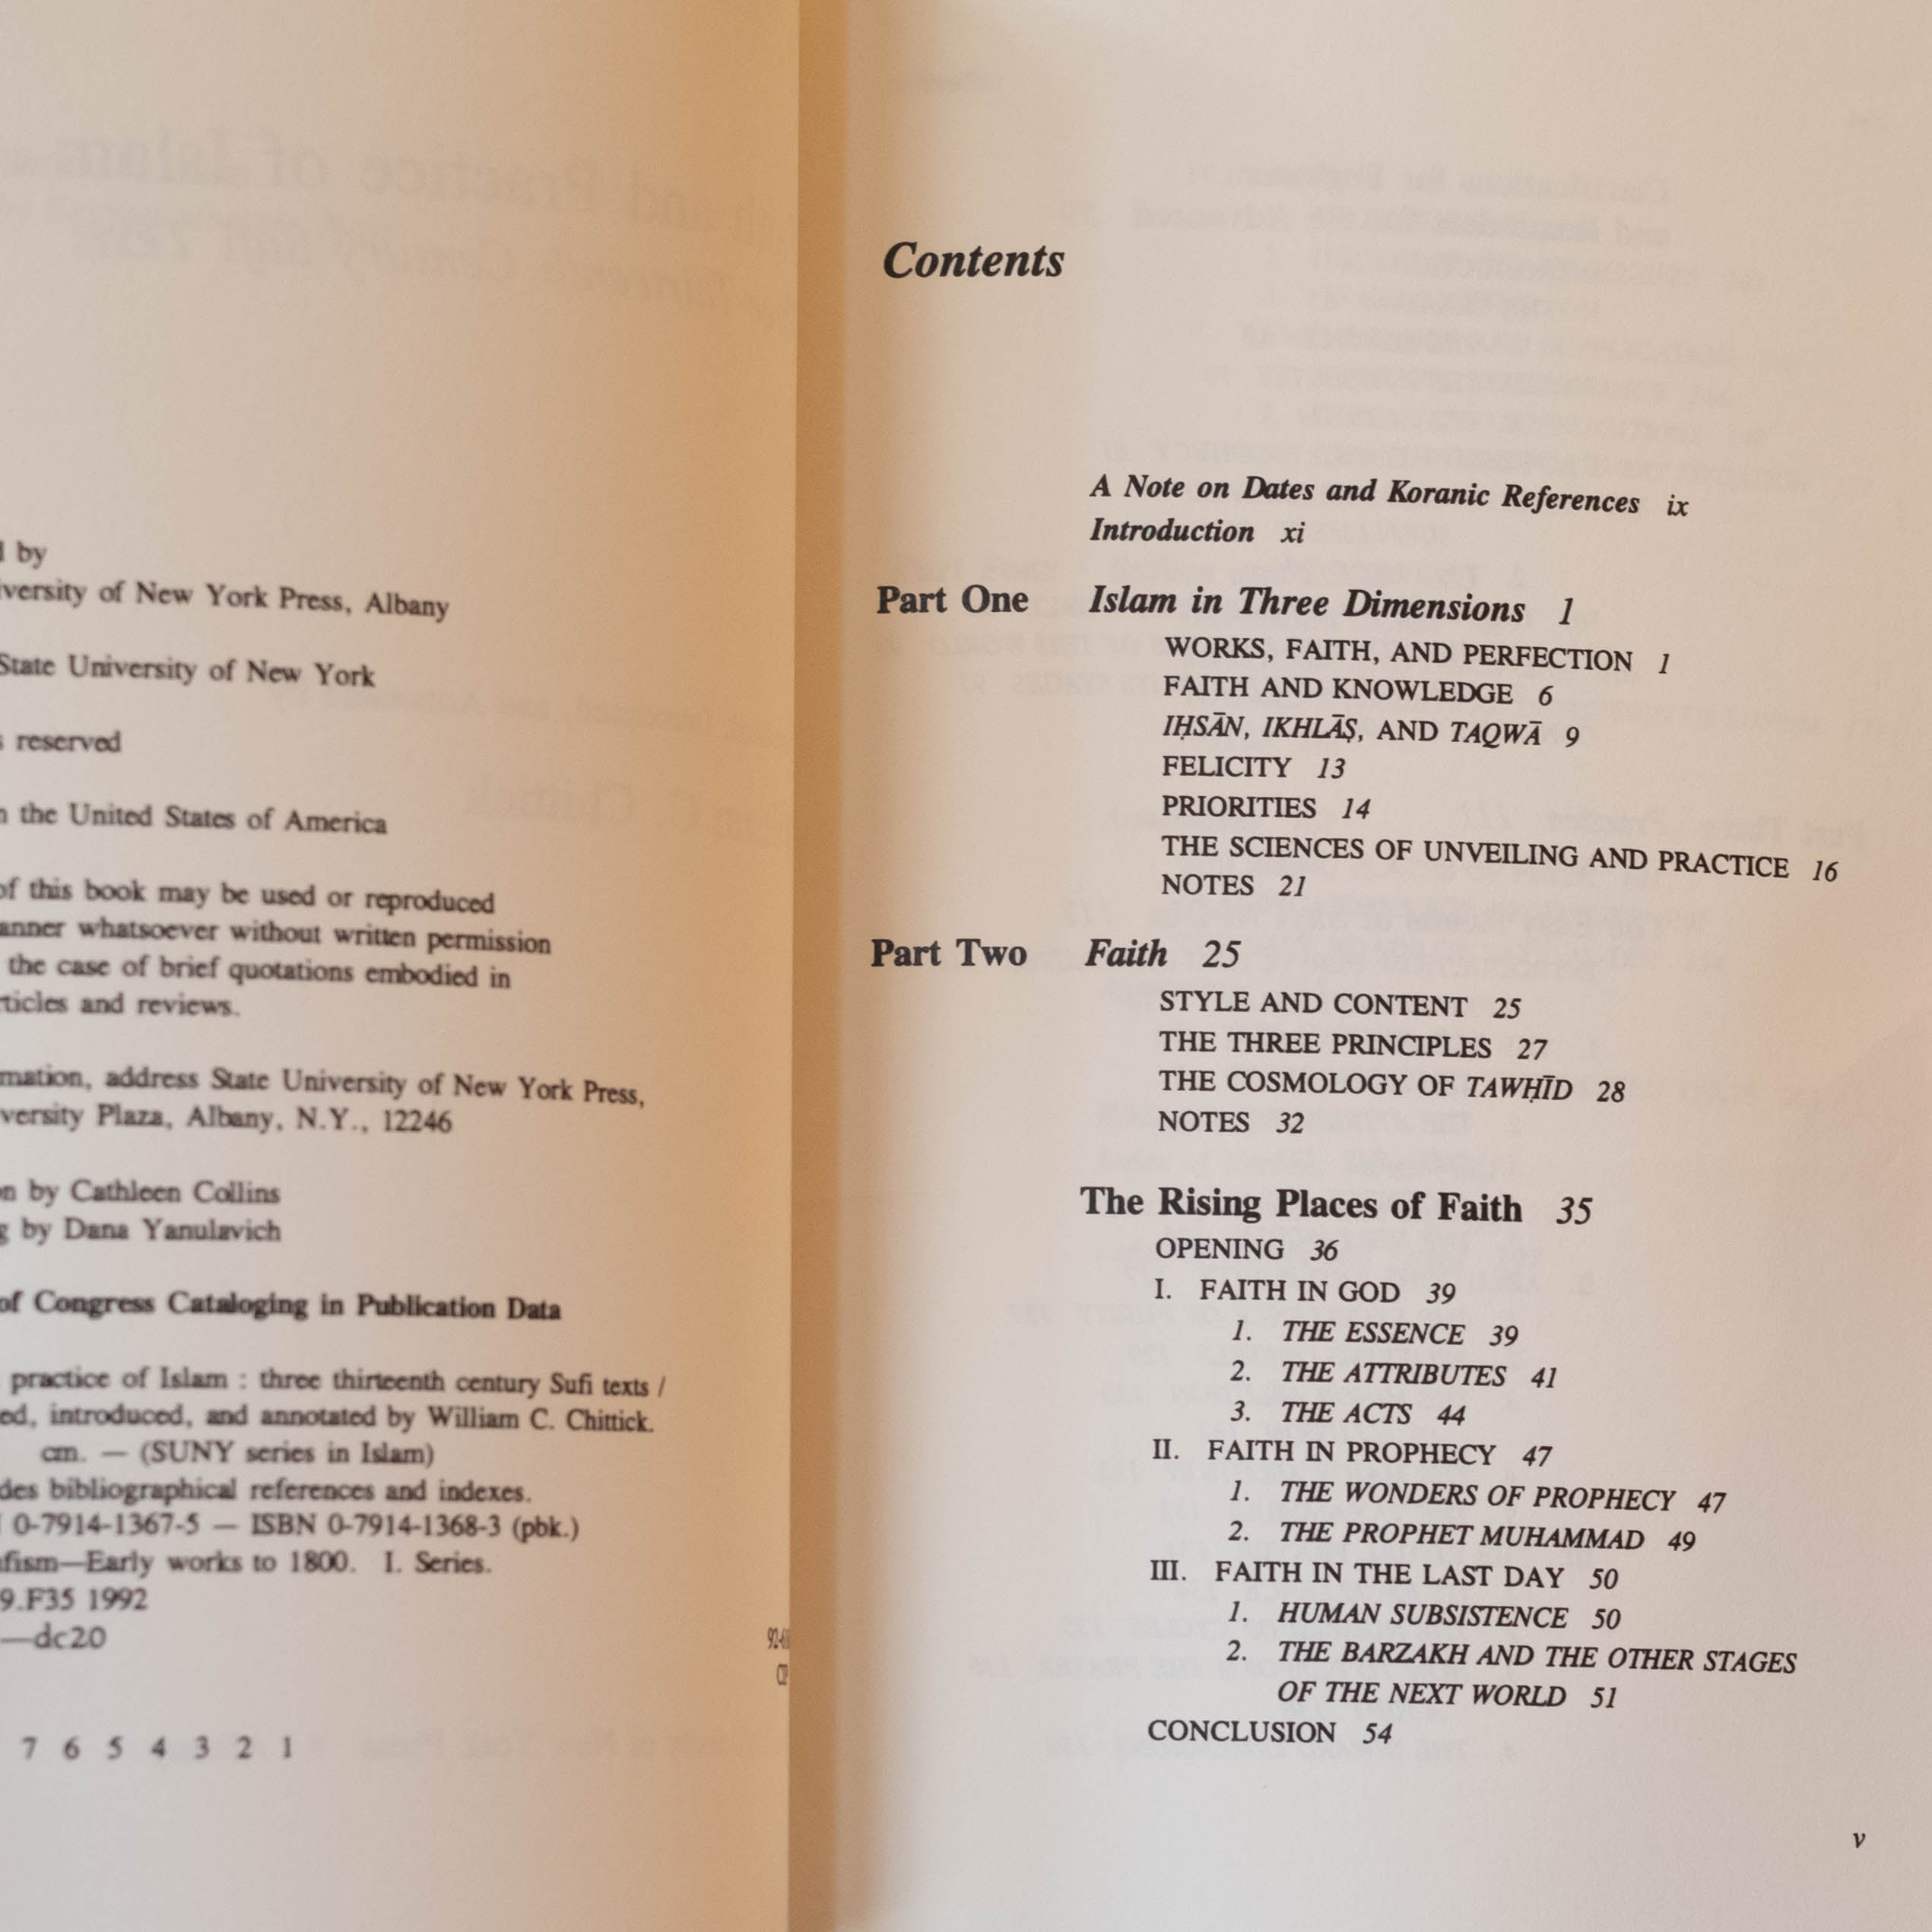 l by
versity of New York Press, Albany
State University of New York
s reserved
the United States of America
of this book may be used or reproduced
anner whatsoever without written permission
the case of brief quotations embodied in
ticles and reviews.
mation, address State University of New York Press,
versity Plaza, Albany, N.Y., 12246
n by Cathleen Collins
g by Dana Yanulavich
of Congress Cataloging in Publication Data
practice of Islam : three thirteenth century Sufi texts /
ed, introduced, and annotated by William C. Chittick.
cm. — (SUNY series in Islam)
des bibliographical references and indexes.
0-7914-1367-5 — ISBN 0-7914-1368-3 (pbk.)
fism—Early works to 1800. I. Series.
9.F35 1992
—dc20
7 6 5 4 3 2 1
Contents
A Note on Dates and Koranic References ix
Introduction xi
Part One Islam in Three Dimensions 1
WORKS, FAITH, AND PERFECTION 1
FAITH AND KNOWLEDGE 6
IḤSĀN, IKHLĀṢ, AND TAQWĀ 9
FELICITY 13
PRIORITIES 14
THE SCIENCES OF UNVEILING AND PRACTICE 16
NOTES 21
Part Two Faith 25
STYLE AND CONTENT 25
THE THREE PRINCIPLES 27
THE COSMOLOGY OF TAWḤĪD 28
NOTES 32
The Rising Places of Faith 35
OPENING 36
I. FAITH IN GOD 39
1. THE ESSENCE 39
2. THE ATTRIBUTES 41
3. THE ACTS 44
II. FAITH IN PROPHECY 47
1. THE WONDERS OF PROPHECY 47
2. THE PROPHET MUHAMMAD 49
III. FAITH IN THE LAST DAY 50
1. HUMAN SUBSISTENCE 50
2. THE BARZAKH AND THE OTHER STAGES
OF THE NEXT WORLD 51
CONCLUSION 54
v